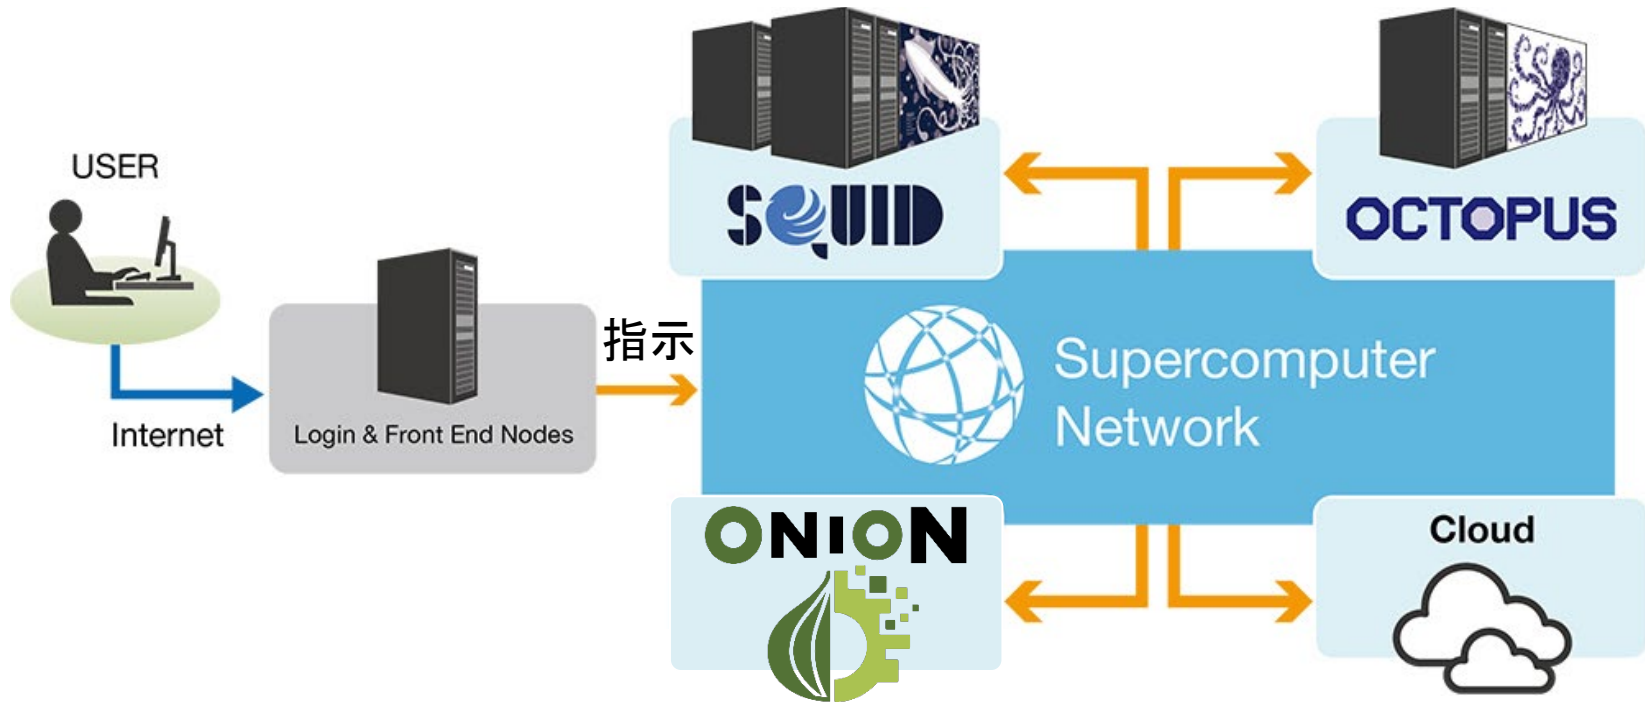 USER
Internet
Login & Front End Nodes
指示
SQUID
OCTOPUS
Supercomputer
Network
ONION
Cloud